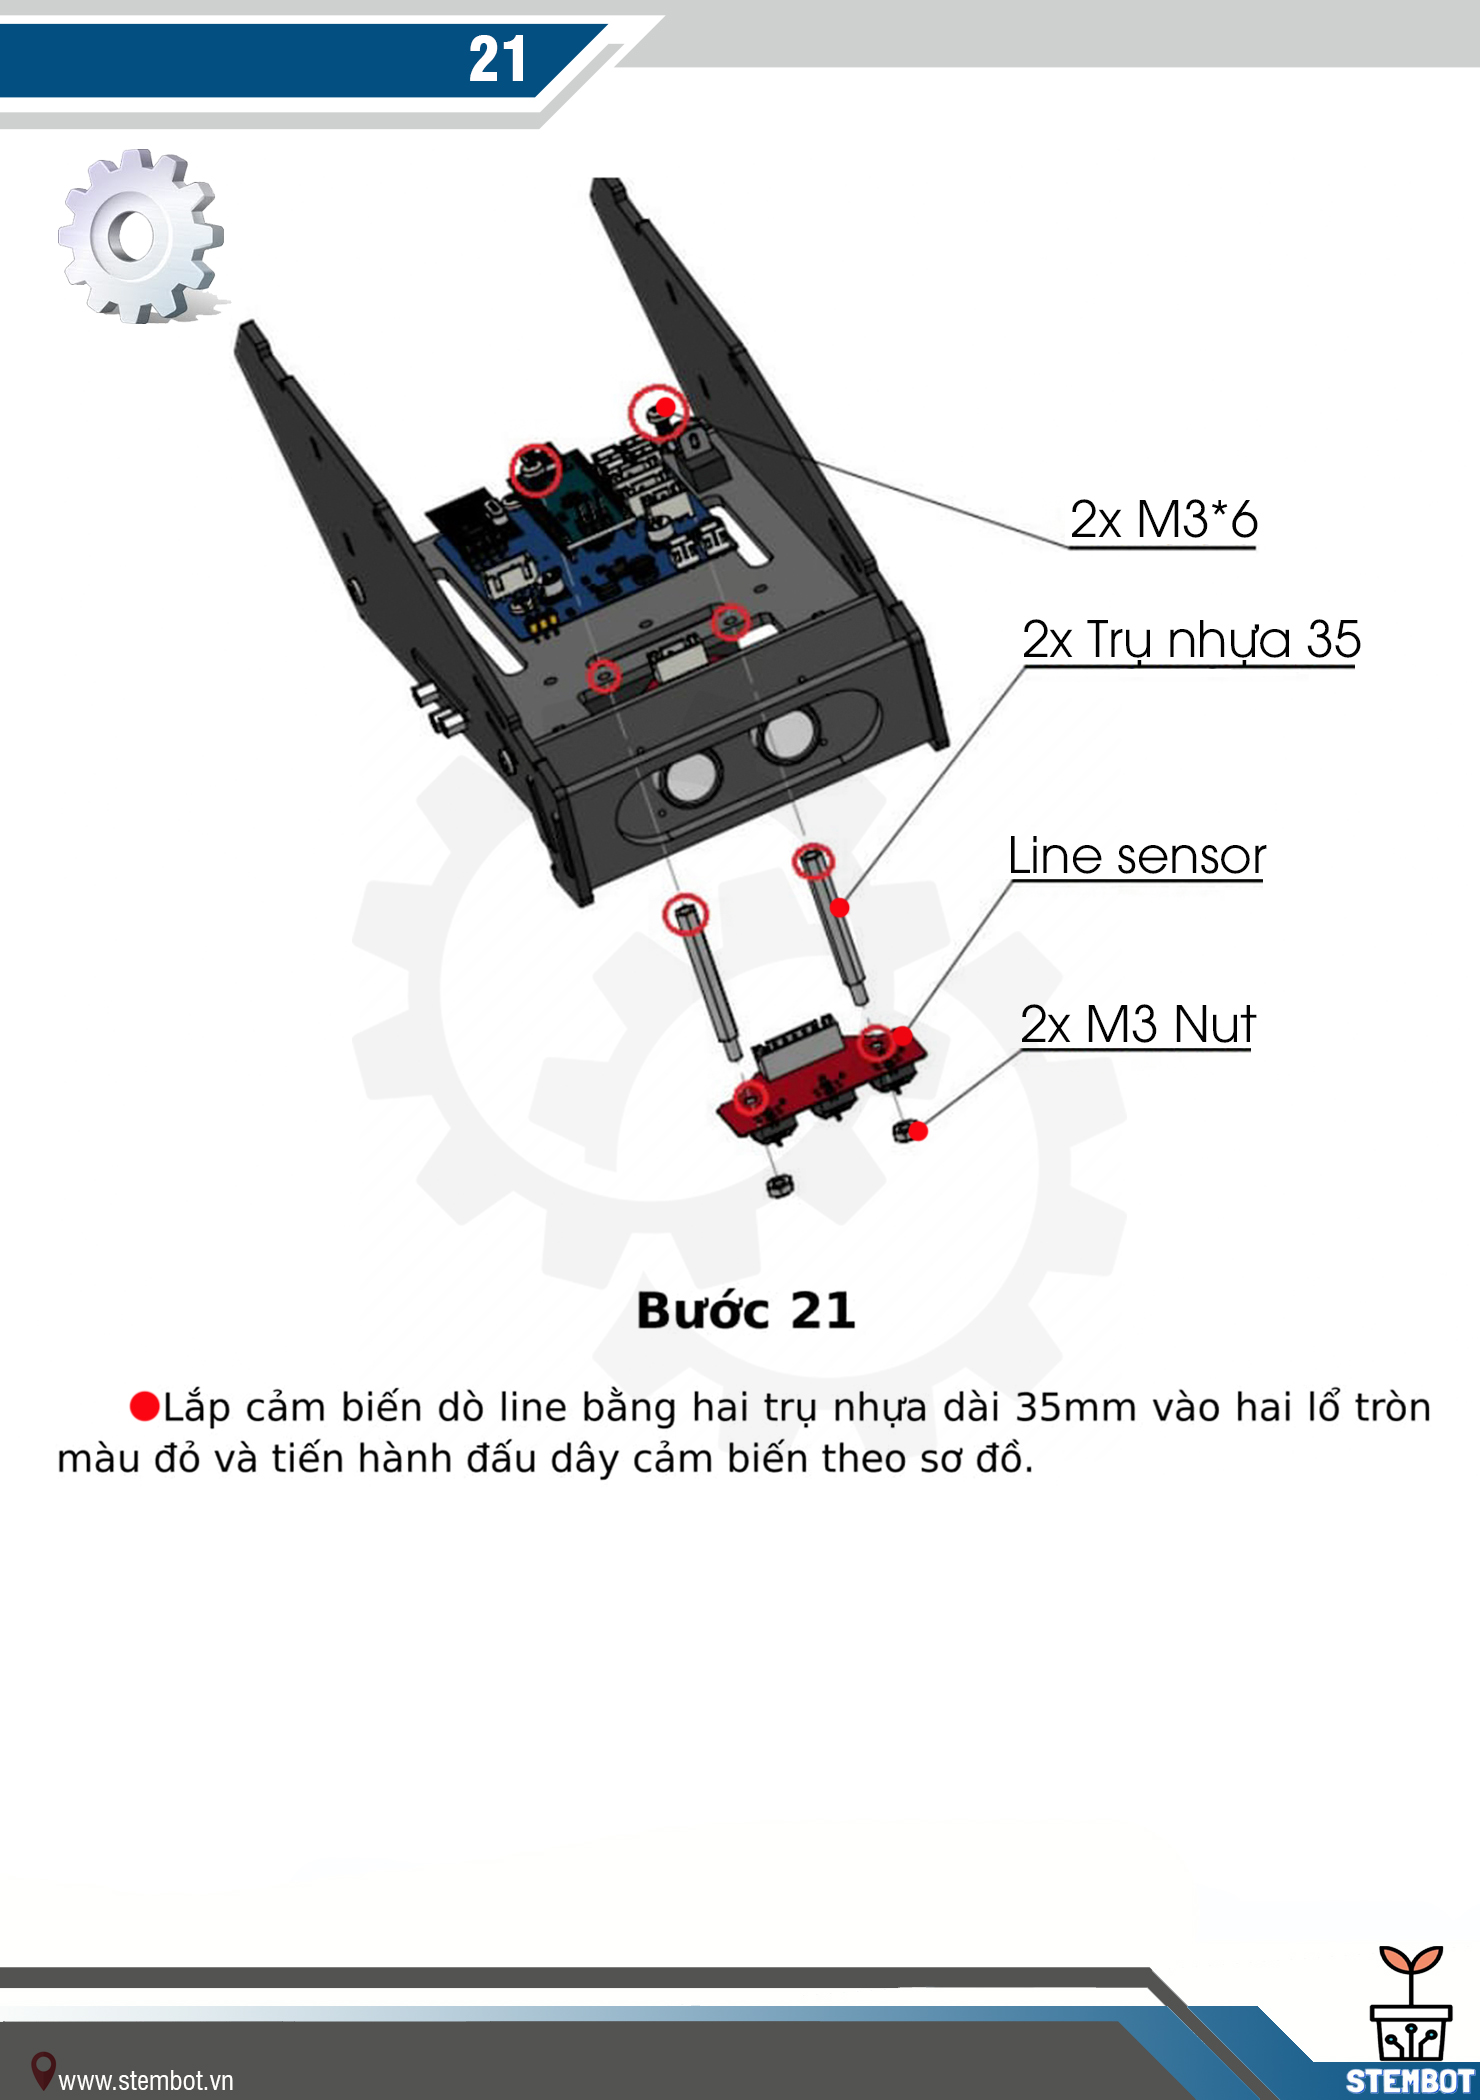 21
2x M3*6
2x Trụ nhựa 35
Line sensor
2x M3 Nut
Bước 21
Lắp cảm biến dò line bằng hai trụ nhựa dài 35mm vào hai lổ tròn
màu đỏ và tiến hành đấu dây cảm biến theo sơ đồ.
www.stembot.vn
STEMBOT